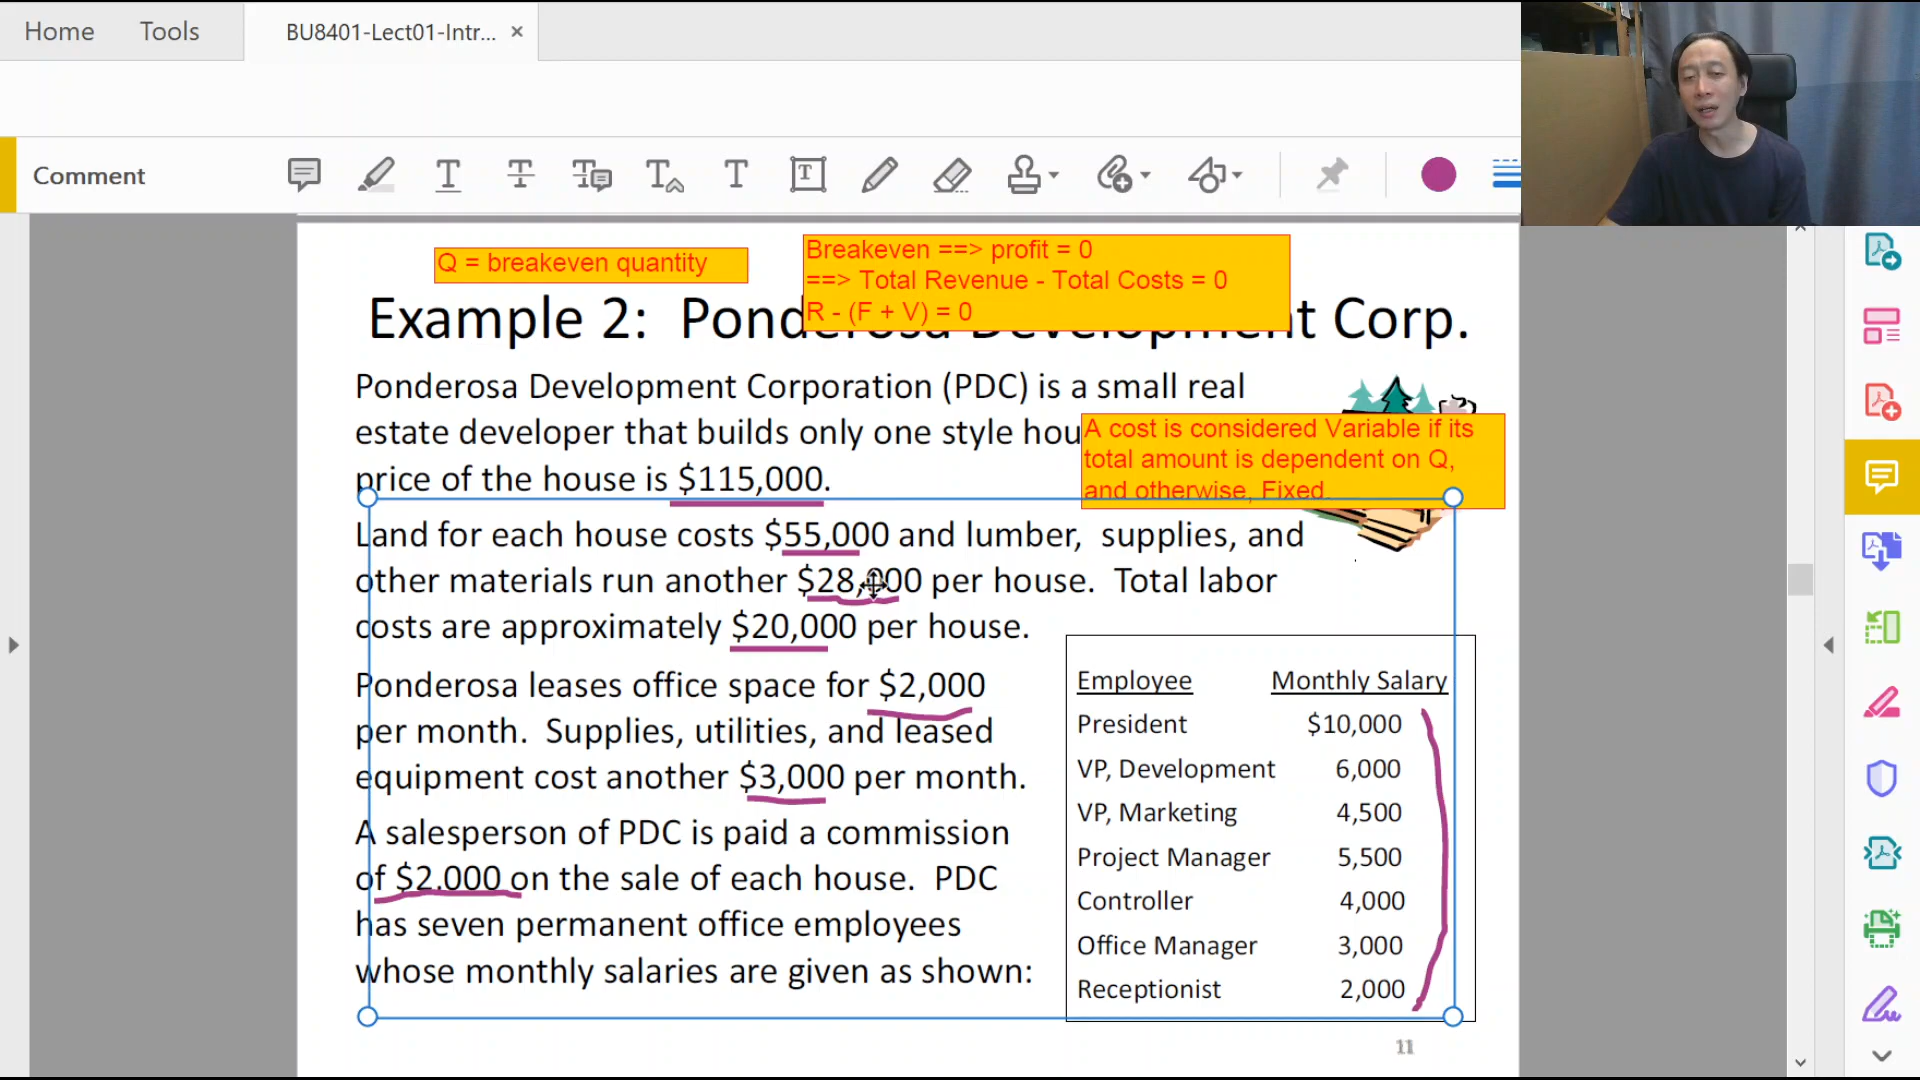 Home
Tools
BU8401-Lect01-Intr...
Comment
Q = breakeven quantity
Breakeven ==> profit = 0
==> Total Revenue - Total Costs = 0
R - (F + V) = 0
Example 2: Ponderosa Development Corp.
Ponderosa Development Corporation (PDC) is a small real
estate developer that builds only one style hou
price of the house is $115,000.
A cost is considered Variable if its
total amount is dependent on Q,
and otherwise, Fixed.
Land for each house costs $55,000 and lumber, supplies, and
other materials run another $28,000 per house. Total labor
costs are approximately $20,000 per house.
Ponderosa leases office space for $2,000
per month. Supplies, utilities, and leased
equipment cost another $3,000 per month.
A salesperson of PDC is paid a commission
of $2.000 on the sale of each house. PDC
has seven permanent office employees
whose monthly salaries are given as shown:
Employee Monthly Salary
President $10,000
VP, Development 6,000
VP, Marketing 4,500
Project Manager 5,500
Controller 4,000
Office Manager 3,000
Receptionist 2,000
11